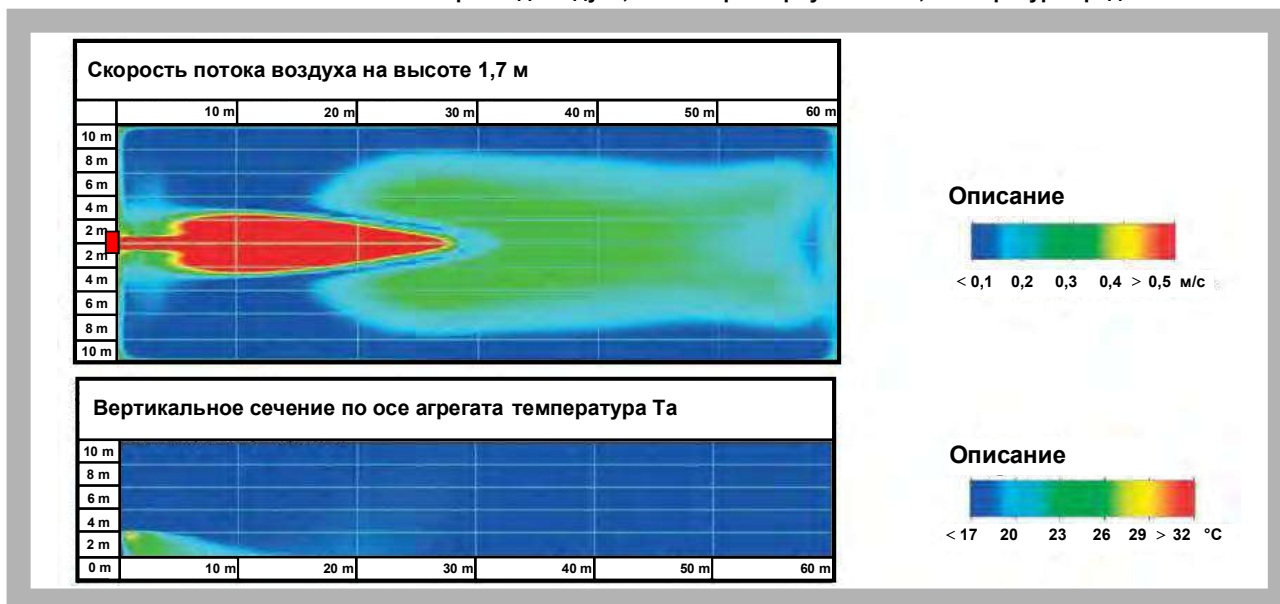 Скорость потока воздуха на высоте 1,7 м
10 m 20 m 30 m 40 m 50 m 60 m
10 m
8 m
6 m
4 m
2 m
2 m
4 m
6 m
8 m
10 m
Описание
< 0,1 0,2 0,3 0,4 > 0,5 м/с
Вертикальное сечение по осе агрегата температура Та
10 m
8 m
6 m
4 m
2 m
0 m 10 m 20 m 30 m 40 m 50 m 60 m
Описание
< 17 20 23 26 29 > 32 °C